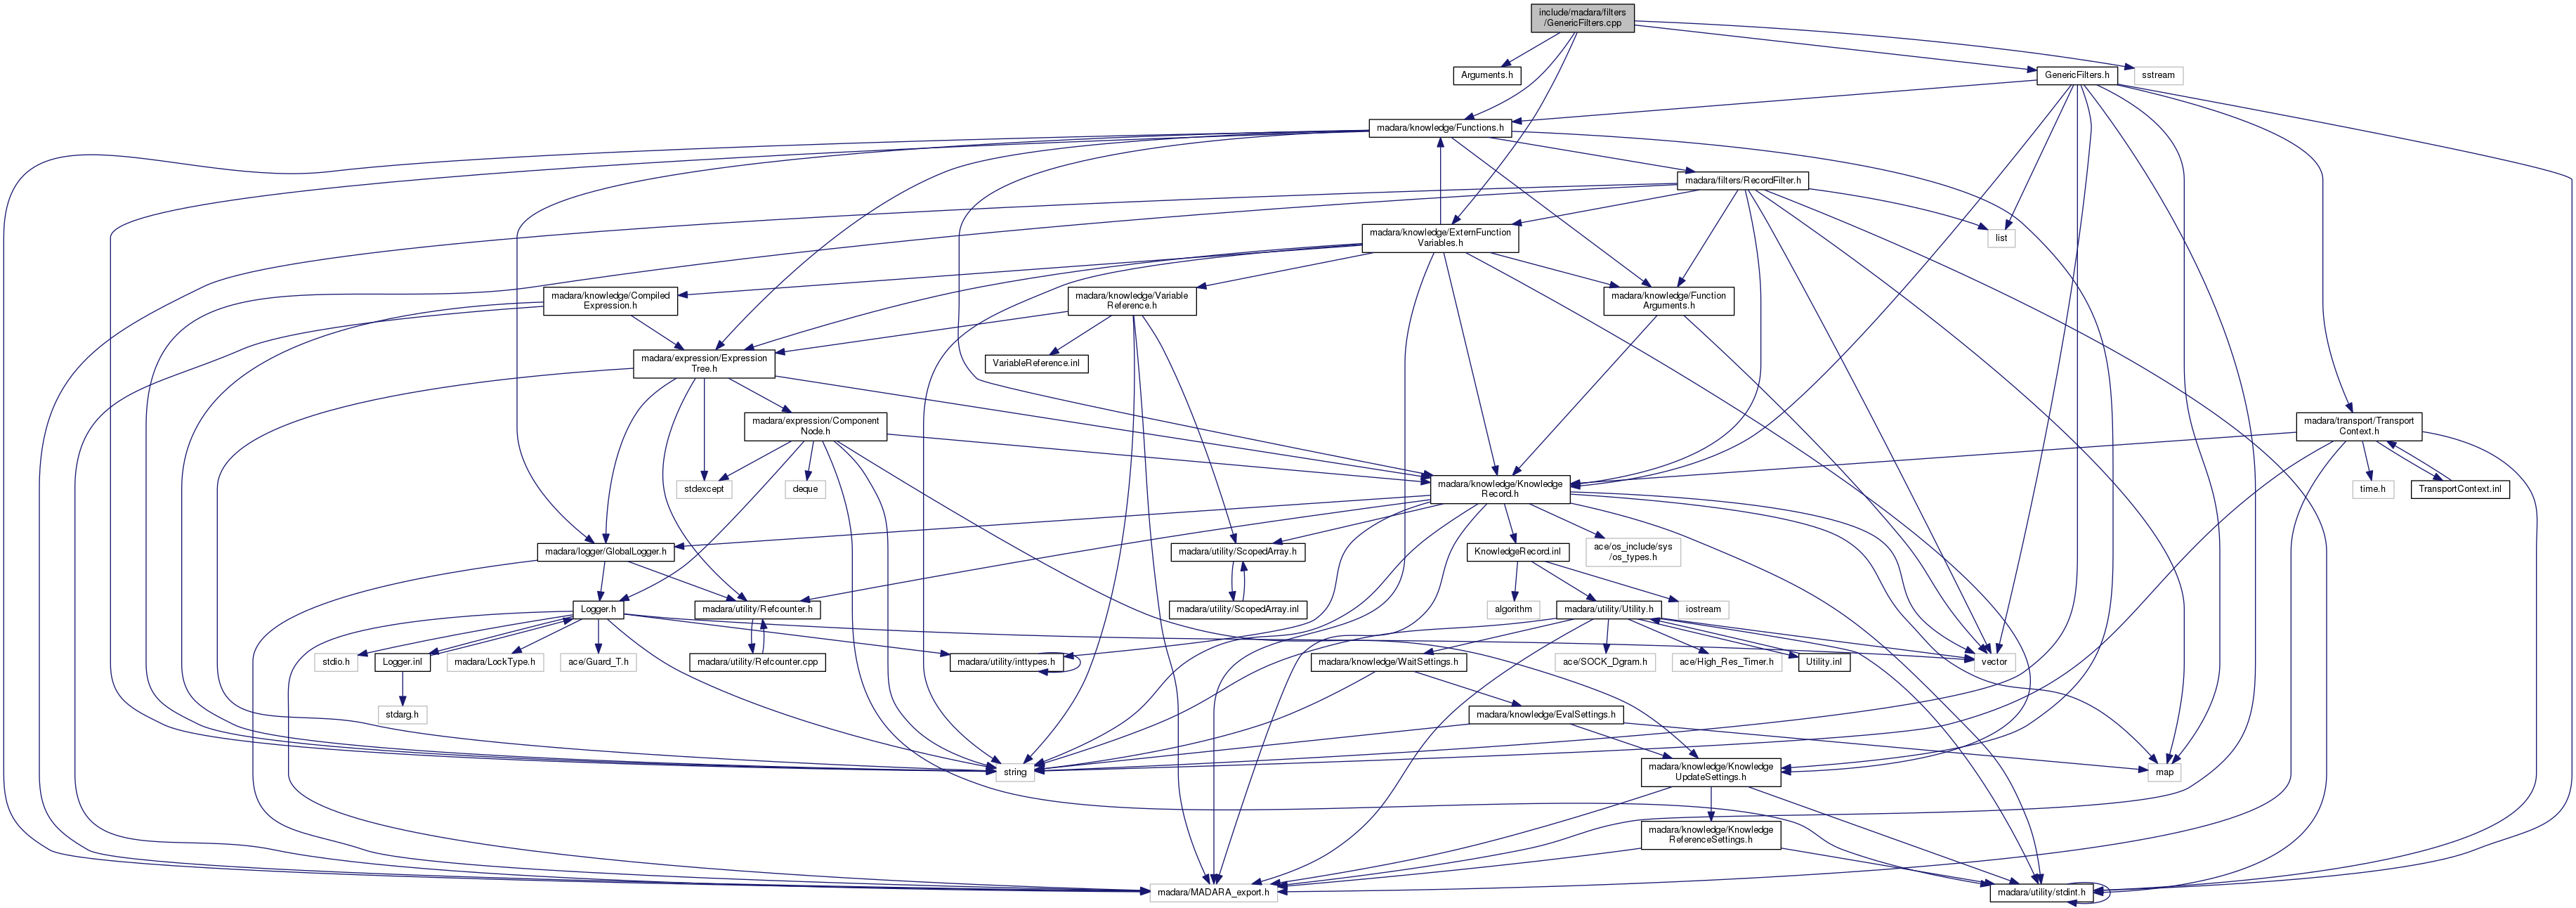 include/madara/filters
/GenericFilters.cpp
Arguments.h
GenericFilters.h
sstream
madara/knowledge/Functions.h
madara/filters/RecordFilter.h
madara/knowledge/ExternFunction
Variables.h
list
madara/knowledge/Compiled
Expression.h
madara/knowledge/Variable
Reference.h
madara/knowledge/Function
Arguments.h
madara/expression/Expression
Tree.h
VariableReference.inl
madara/expression/Component
Node.h
madara/transport/Transport
Context.h
stdexcept
deque
madara/knowledge/Knowledge
Record.h
time.h
TransportContext.inl
madara/logger/GlobalLogger.h
madara/utility/ScopedArray.h
KnowledgeRecord.inl
ace/os_include/sys
/os_types.h
Logger.h
madara/utility/Refcounter.h
madara/utility/ScopedArray.inl
algorithm
madara/utility/Utility.h
iostream
stdio.h
Logger.inl
madara/LockType.h
ace/Guard_T.h
madara/utility/Refcounter.cpp
madara/utility/inttypes.h
madara/knowledge/WaitSettings.h
ace/SOCK_Dgram.h
ace/High_Res_Timer.h
Utility.inl
vector
stdarg.h
madara/knowledge/EvalSettings.h
string
madara/knowledge/Knowledge
UpdateSettings.h
map
madara/knowledge/Knowledge
ReferenceSettings.h
madara/MADARA_export.h
madara/utility/stdint.h